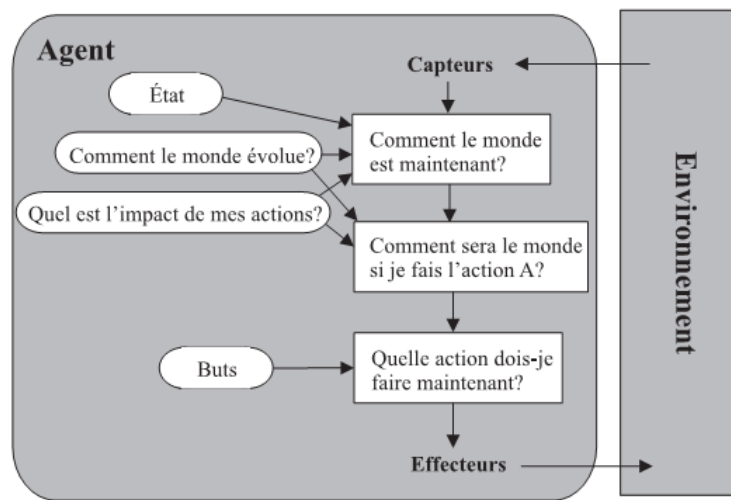 Agent
Capteurs
État
Comment le monde
est maintenant?
Comment le monde évolue?
Quel est l'impact de mes actions?
Comment sera le monde
si je fais l'action A?
Buts
Quelle action dois-je
faire maintenant?
Effecteurs
Environnement